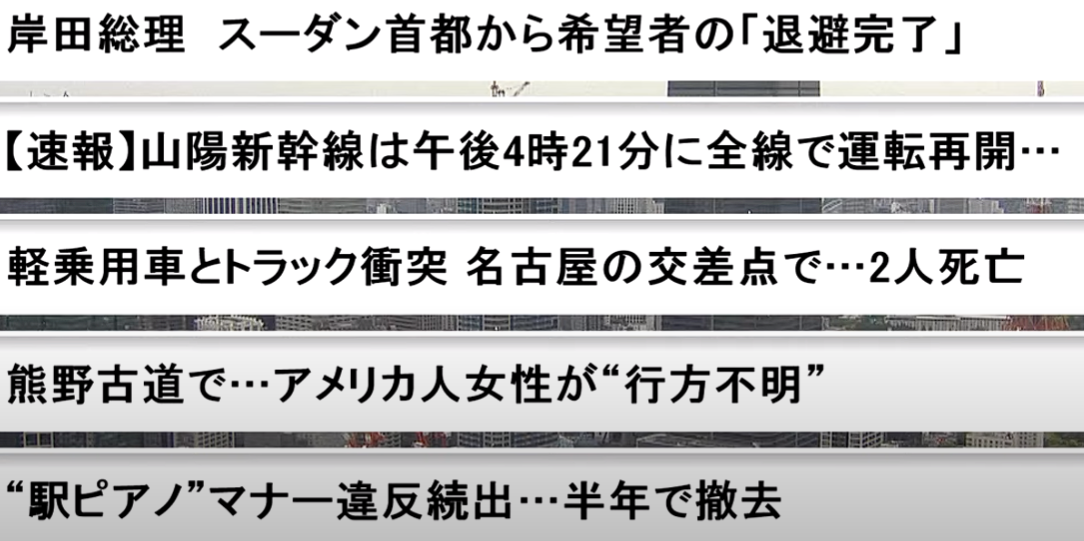 岸田総理　スーダン首都から希望者の「退避完了」
【速報】山陽新幹線は午後4時21分に全線で運転再開…
軽乗用車とトラック衝突 名古屋の交差点で…2人死亡
熊野古道で…アメリカ人女性が“行方不明”
“駅ピアノ”マナー違反続出…半年で撤去